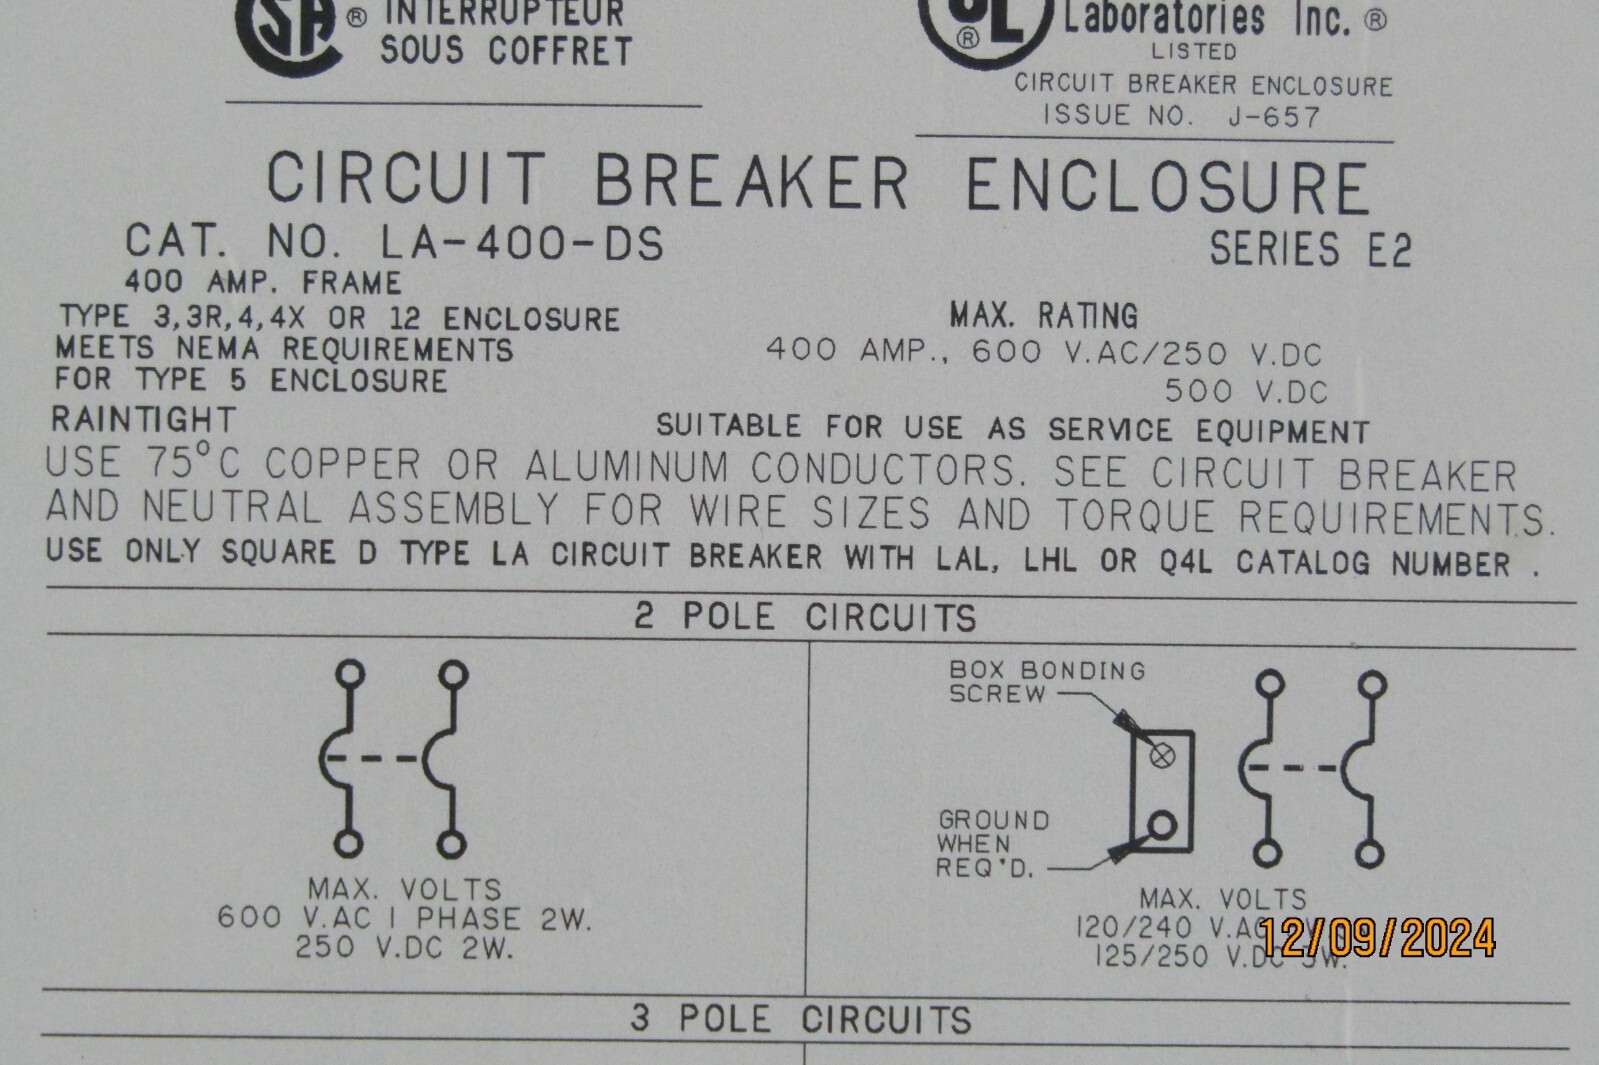 SA ® INTERRUPTEUR
SOUS COFFRET
UL ® Laboratories Inc. ®
LISTED
CIRCUIT BREAKER ENCLOSURE
ISSUE NO. J-657
CIRCUIT BREAKER ENCLOSURE
CAT. NO. LA-400-DS
SERIES E2
400 AMP. FRAME
TYPE 3,3R,4,4X OR 12 ENCLOSURE
MEETS NEMA REQUIREMENTS
FOR TYPE 5 ENCLOSURE
RAINTIGHT
MAX. RATING
400 AMP., 600 V.AC/250 V.DC
500 V.DC
SUITABLE FOR USE AS SERVICE EQUIPMENT
USE 75°C COPPER OR ALUMINUM CONDUCTORS. SEE CIRCUIT BREAKER
AND NEUTRAL ASSEMBLY FOR WIRE SIZES AND TORQUE REQUIREMENTS.
USE ONLY SQUARE D TYPE LA CIRCUIT BREAKER WITH LAL, LHL OR Q4L CATALOG NUMBER .
2 POLE CIRCUITS
MAX. VOLTS
600 V.AC 1 PHASE 2W.
250 V.DC 2W.
BOX BONDING
SCREW
GROUND
WHEN
REQ'D.
MAX. VOLTS
120/240 V.AC
125/250 V.DC 3W.
12/09/2024
3 POLE CIRCUITS